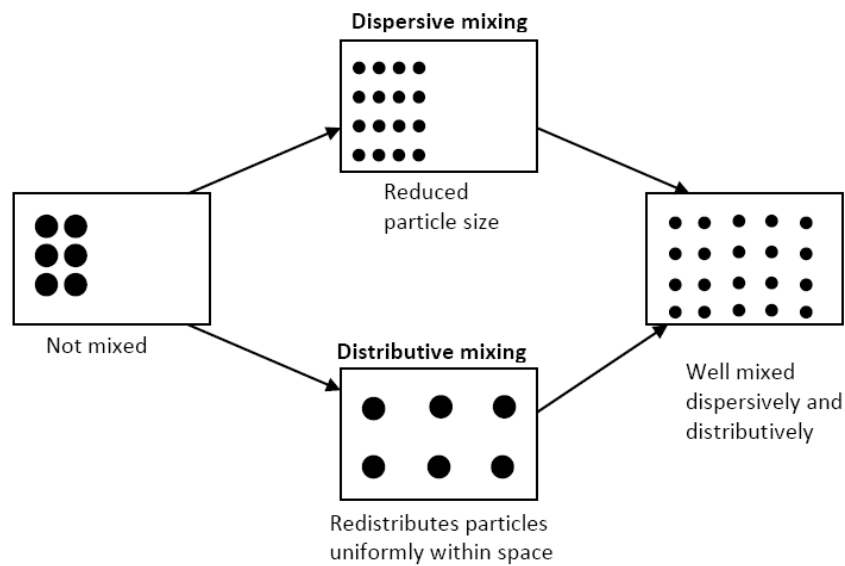 Dispersive mixing
Reduced
particle size
Not mixed
Distributive mixing
Well mixed
dispersively and
distributively
Redistributes particles
uniformly within space